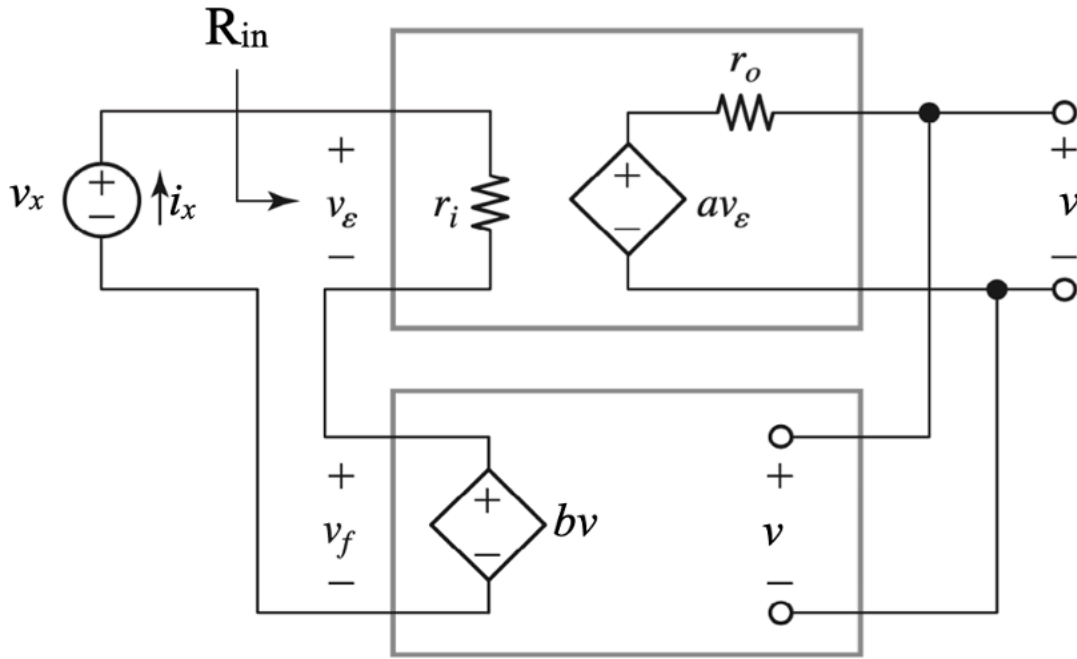 R_in
r_o
+
+
+
+
v_x
−
i_x
v_ε
r_i
−
av_ε
v
−
−
+
+
+
v_f
bv
v
−
−
−